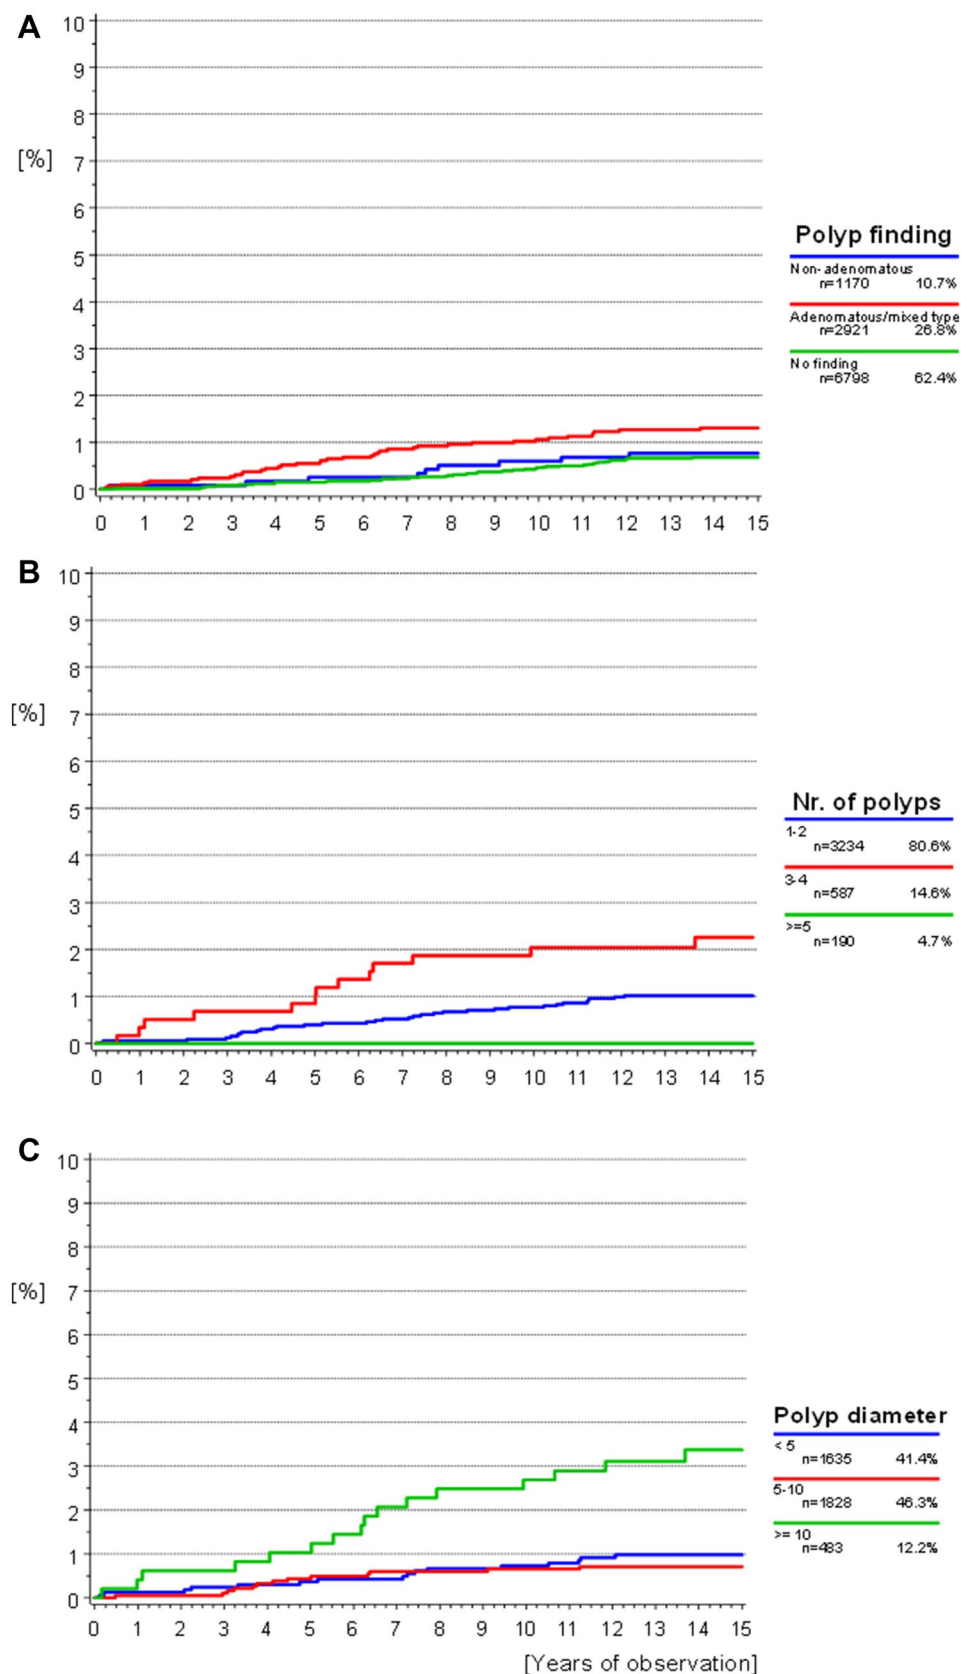 A
10
9
8
[%] 7
6
5
4
3
2
1
0
0 1 2 3 4 5 6 7 8 9 10 11 12 13 14 15
Polyp finding
Non-adenomatous
n=1170 10.7%
Adenomatous/mixed type
n=2921 26.8%
No finding
n=6798 62.4%
B
10
9
8
[%] 7
6
5
4
3
2
1
0
0 1 2 3 4 5 6 7 8 9 10 11 12 13 14 15
Nr. of polyps
1-2
n=3234 80.6%
3-4
n=587 14.6%
>=5
n=190 4.7%
C
10
9
8
[%] 7
6
5
4
3
2
1
0
0 1 2 3 4 5 6 7 8 9 10 11 12 13 14 15
[Years of observation]
Polyp diameter
< 5
n=1635 41.4%
5-10
n=1828 46.3%
>= 10
n=483 12.2%